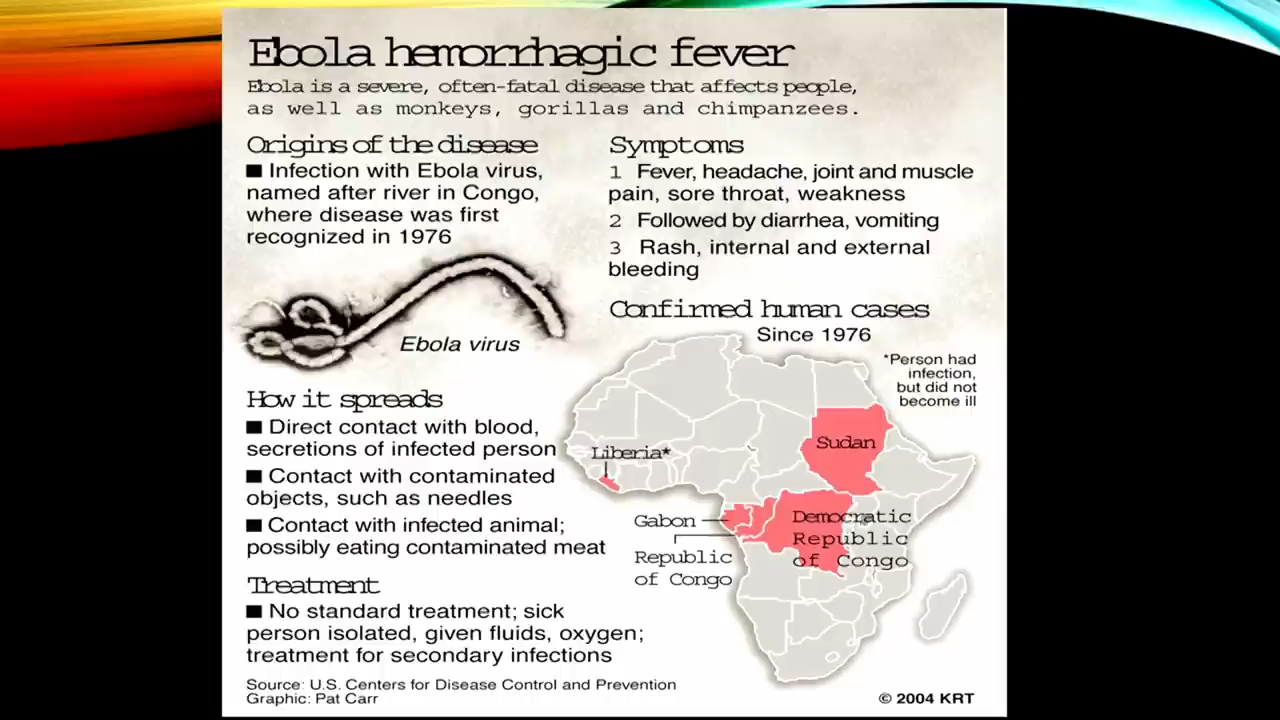 Ebola hemorrhagic fever
Ebola is a severe, often-fatal disease that affects people,
as well as monkeys, gorillas and chimpanzees.
Origins of the disease
■ Infection with Ebola virus,
named after river in Congo,
where disease was first
recognized in 1976
Ebola virus
How it spreads
■ Direct contact with blood,
secretions of infected person
■ Contact with contaminated
objects, such as needles
■ Contact with infected animal;
possibly eating contaminated meat
Treatment
■ No standard treatment; sick
person isolated, given fluids, oxygen;
treatment for secondary infections
Source: U.S. Centers for Disease Control and Prevention
Graphic: Pat Carr
Symptoms
1 Fever, headache, joint and muscle
pain, sore throat, weakness
2 Followed by diarrhea, vomiting
3 Rash, internal and external
bleeding
Confirmed human cases
Since 1976
*Person had
infection,
but did not
become ill
Sudan
Liberia*
Gabon
Republic
of Congo
Democratic
Republic
of Congo
© 2004 KRT